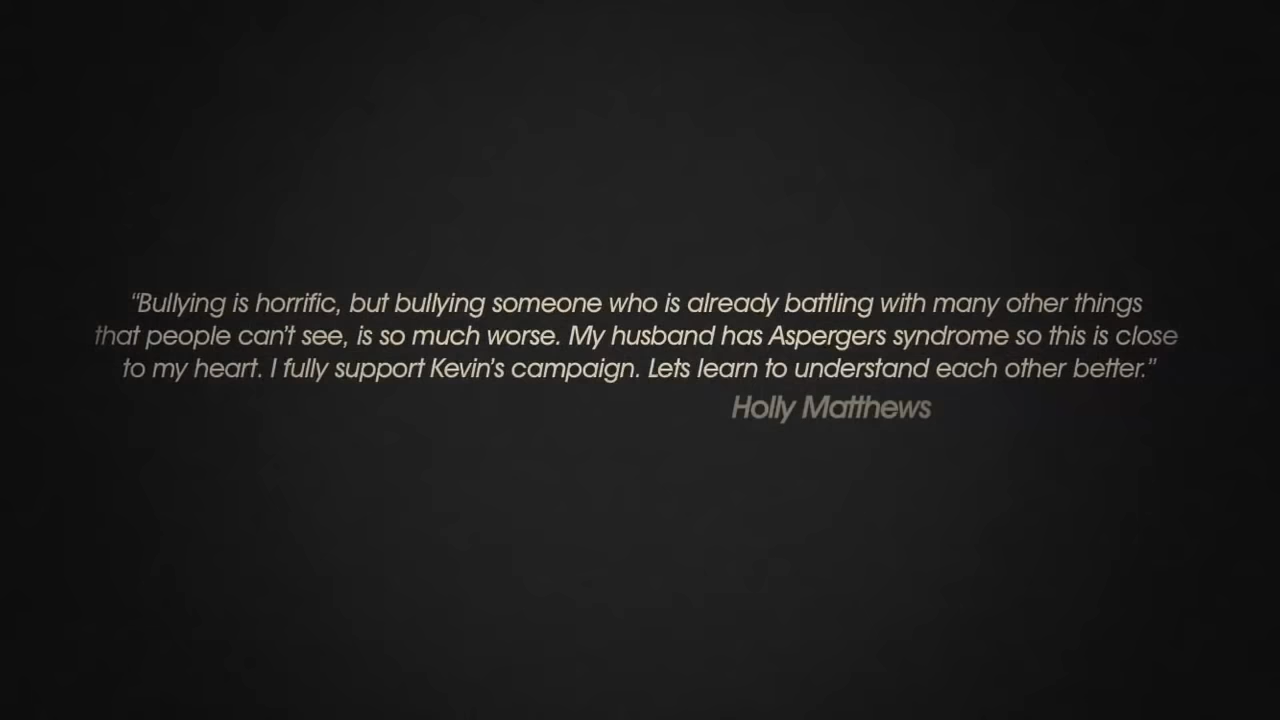 “Bullying is horrific, but bullying someone who is already battling with many other things
that people can’t see, is so much worse. My husband has Aspergers syndrome so this is close
to my heart. I fully support Kevin’s campaign. Lets learn to understand each other better.”
Holly Matthews